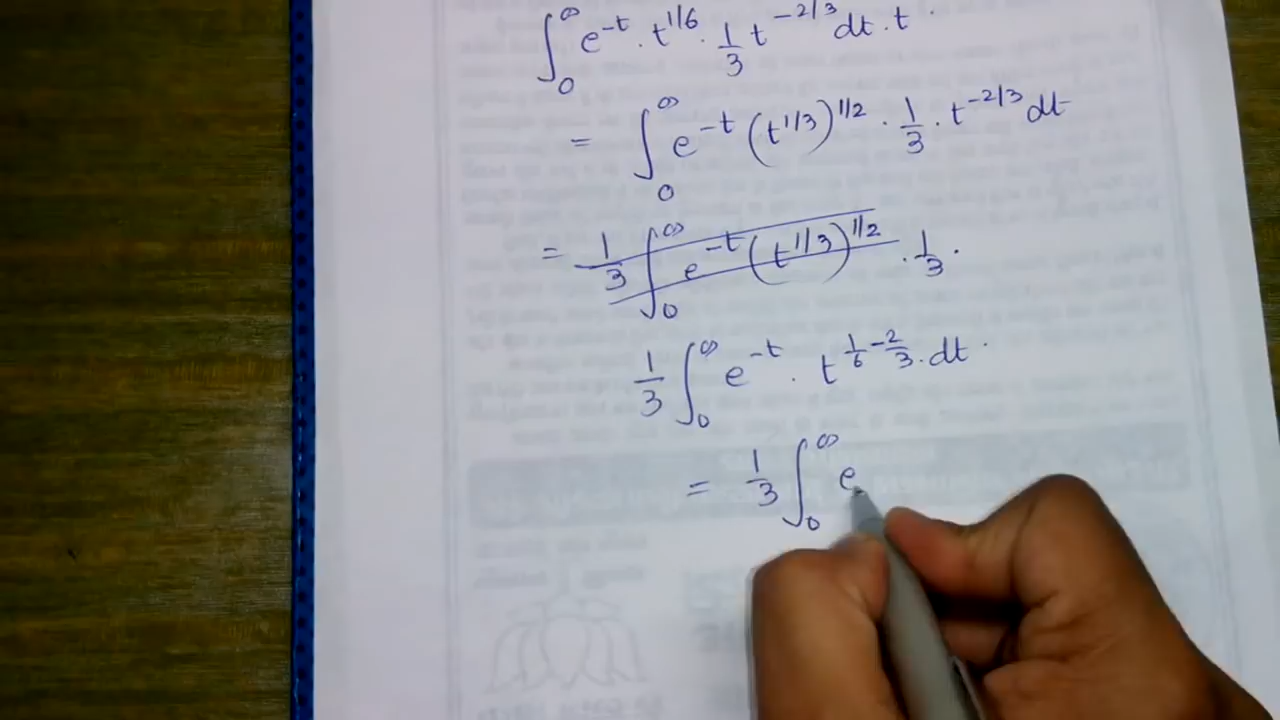 ∫₀^∞ e^{-t} · t^{1/6} · 1/3 t^{-2/3} dt · t ·
= ∫₀^∞ e^{-t} (t^{1/3})^{1/2} · 1/3 · t^{-2/3} dt
= 1/3 ∫₀^∞ e^{-t} (t^{1/3})^{1/2} · 1/3 ·
1/3 ∫₀^∞ e^{-t} · t^{1/6 - 2/3} · dt ·
= 1/3 ∫₀^∞ e